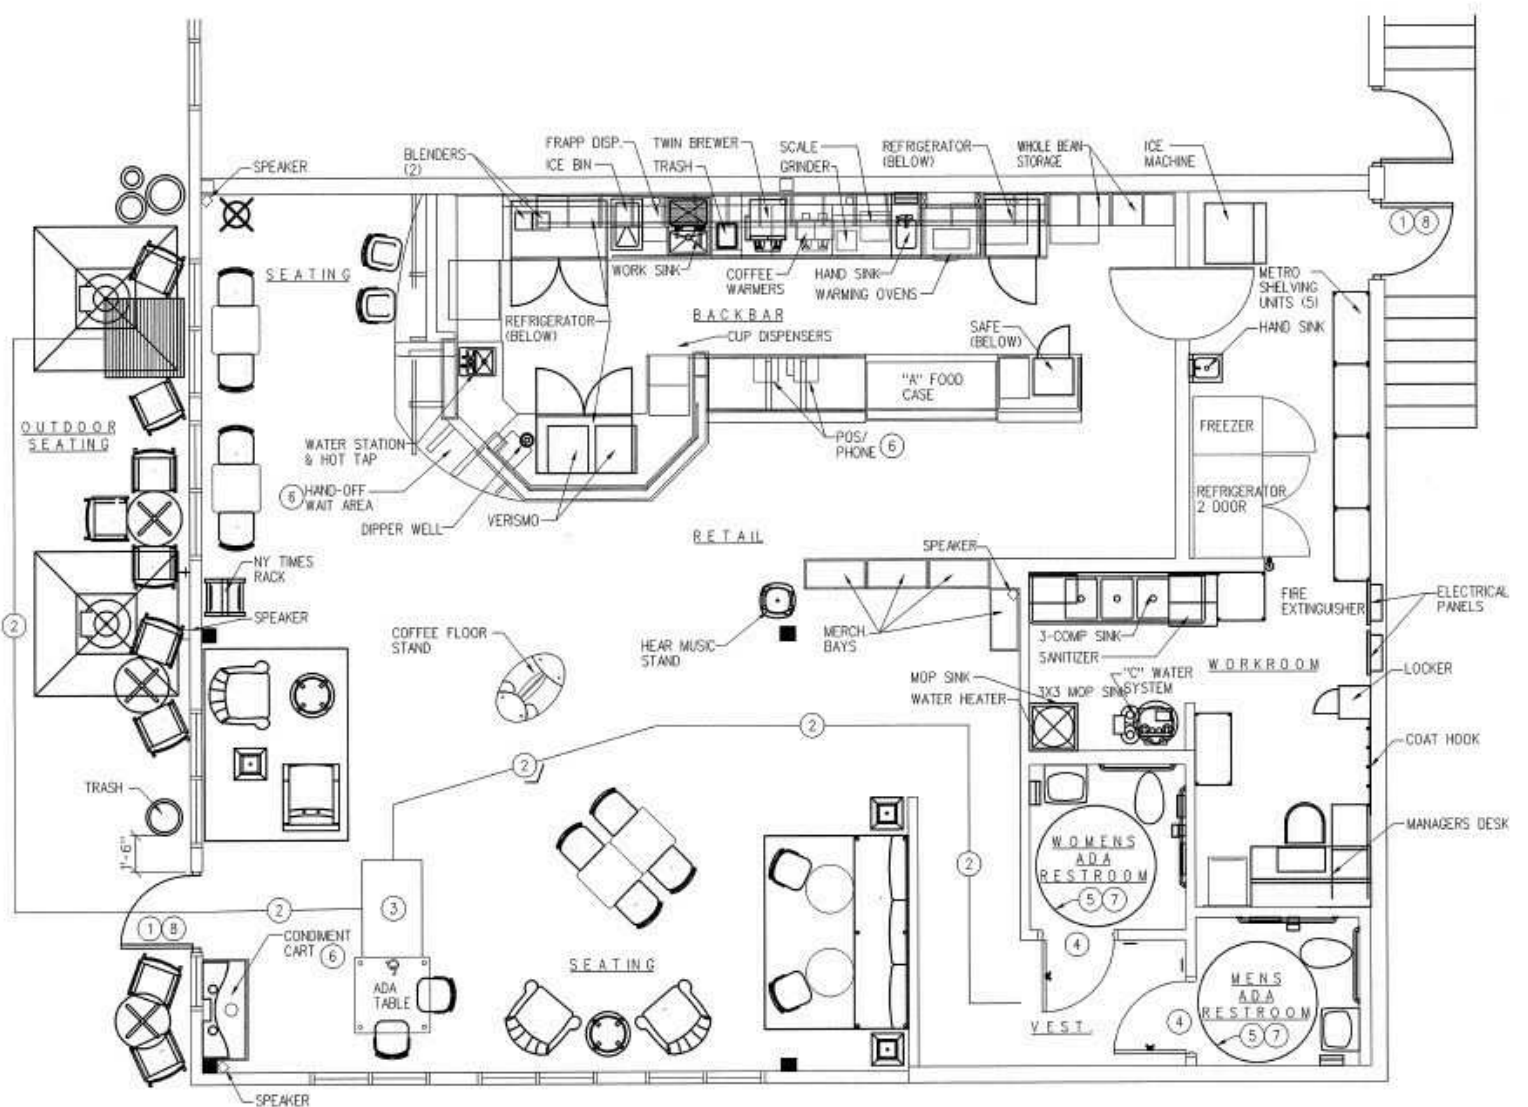 SPEAKER
BLENDERS
(2)
FRAPP DISP.
ICE BIN
TWIN BREWER
TRASH
SCALE
GRINDER
REFRIGERATOR
(BELOW)
WHOLE BEAN
STORAGE
ICE
MACHINE
1 8
SEATING
WORK SINK
COFFEE
WARMERS
HAND SINK
WARMING OVENS
METRO
SHELVING
UNITS (5)
HAND SINK
BACKBAR
REFRIGERATOR
(BELOW)
CUP DISPENSERS
SAFE
(BELOW)
"A" FOOD
CASE
OUTDOOR
SEATING
WATER STATION
& HOT TAP
POS/
PHONE 6
FREEZER
6 HAND-OFF
WAIT AREA
REFRIGERATOR
2 DOOR
DIPPER WELL
VERISMO
RETAIL
SPEAKER
NY TIMES
RACK
SPEAKER
2
COFFEE FLOOR
STAND
HEAR MUSIC
STAND
MERCH
BAYS
FIRE
EXTINGUISHER
ELECTRICAL
PANELS
3-COMP SINK
SANITIZER
WORKROOM
LOCKER
MOP SINK
WATER HEATER
3X3 MOP SINK
"C" WATER
SYSTEM
2
2
COAT HOOK
TRASH
1'-6"
MANAGERS DESK
WOMENS
ADA
RESTROOM
5 7
2
2
3
1 8
CONDIMENT
CART 6
4
SEATING
ADA
TABLE
MENS
ADA
RESTROOM
5 7
4
VEST.
SPEAKER